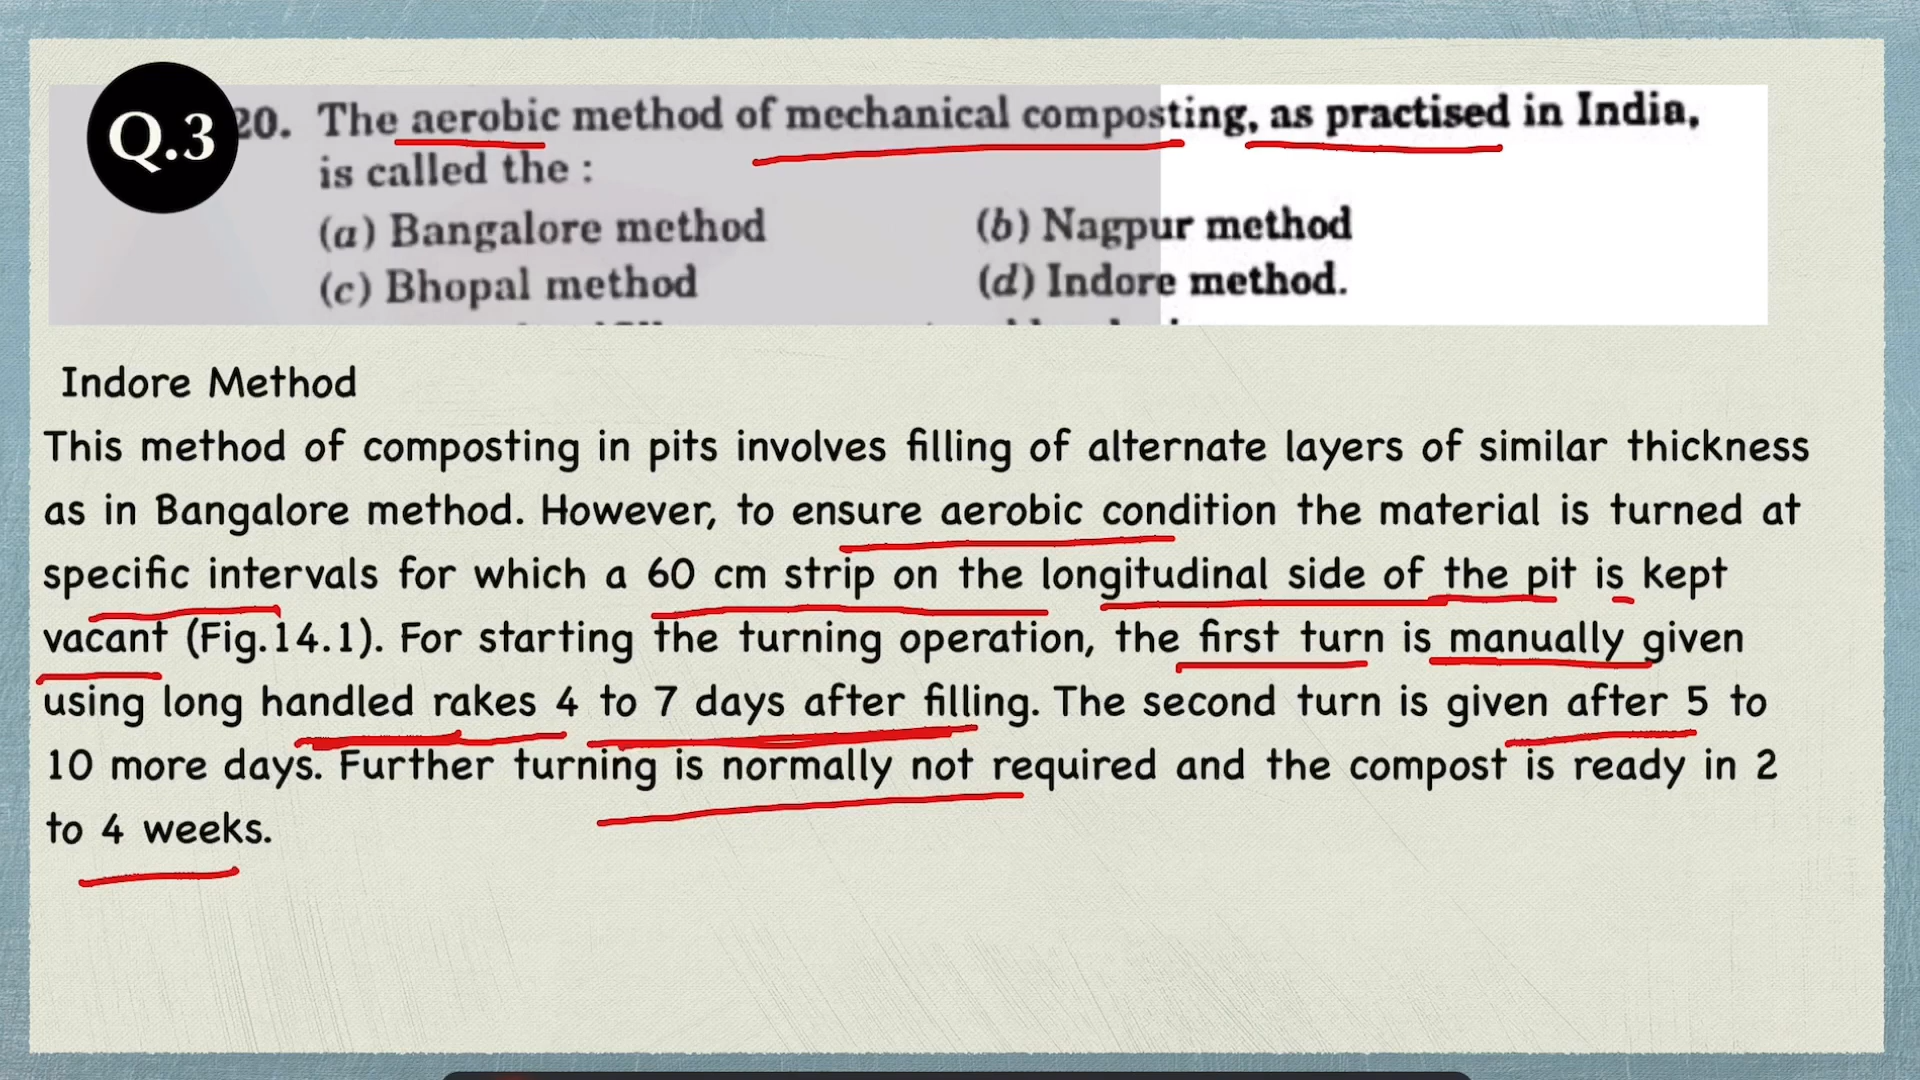 Q.3
20. The aerobic method of mechanical composting, as practised in India,
is called the :
(a) Bangalore method (b) Nagpur method
(c) Bhopal method (d) Indore method.
Indore Method
This method of composting in pits involves filling of alternate layers of similar thickness
as in Bangalore method. However, to ensure aerobic condition the material is turned at
specific intervals for which a 60 cm strip on the longitudinal side of the pit is kept
vacant (Fig.14.1). For starting the turning operation, the first turn is manually given
using long handled rakes 4 to 7 days after filling. The second turn is given after 5 to
10 more days. Further turning is normally not required and the compost is ready in 2
to 4 weeks.